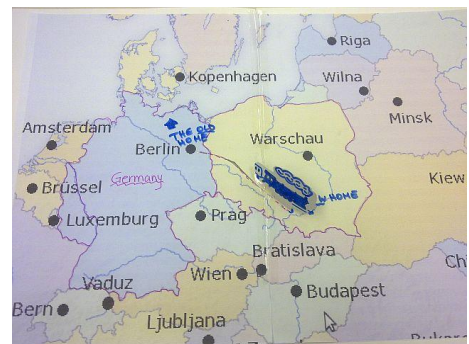 Riga
Kopenhagen
Wilna
Minsk
Amsterdam
THE OLD
HOME
Berlin
Warschau
Germany
Brüssel
Kiew
HOME
Luxemburg
Prag
Bratislava
Wien
Vaduz
Budapest
Bern
Ljubljana